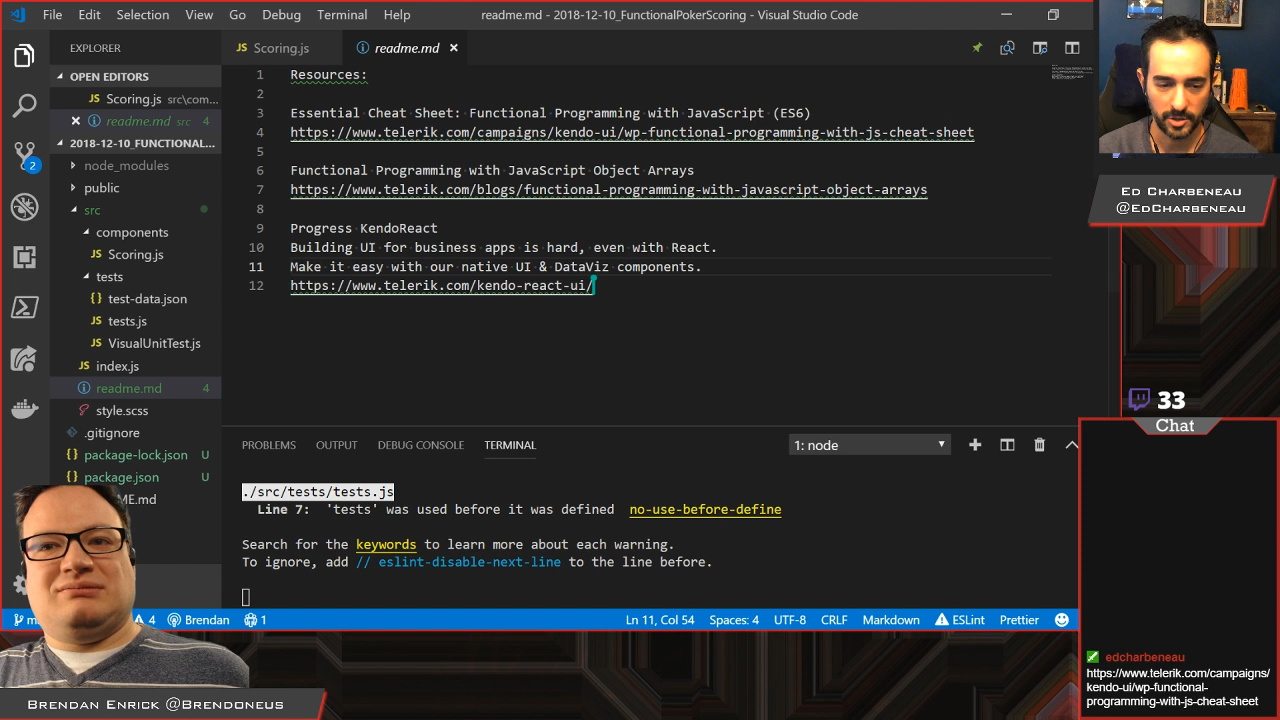 File Edit Selection View Go Debug Terminal Help
readme.md - 2018-12-10_FunctionalPokerScoring - Visual Studio Code
EXPLORER
OPEN EDITORS
JS Scoring.js src\com...
readme.md src 4
2018-12-10_FUNCTIONAL...
node_modules
public
src
components
JS Scoring.js
tests
{} test-data.json
JS tests.js
JS VisualUnitTest.js
JS index.js
readme.md 4
style.scss
.gitignore
{} package-lock.json U
{} package.json U
ME.md
2
JS Scoring.js
readme.md
1 Resources:
2
3 Essential Cheat Sheet: Functional Programming with JavaScript (ES6)
4 https://www.telerik.com/campaigns/kendo-ui/wp-functional-programming-with-js-cheat-sheet
5
6 Functional Programming with JavaScript Object Arrays
7 https://www.telerik.com/blogs/functional-programming-with-javascript-object-arrays
8
9 Progress KendoReact
10 Building UI for business apps is hard, even with React.
11 Make it easy with our native UI & DataViz components.
12 https://www.telerik.com/kendo-react-ui/
PROBLEMS OUTPUT DEBUG CONSOLE TERMINAL
1: node
./src/tests/tests.js
Line 7: 'tests' was used before it was defined no-use-before-define
Search for the keywords to learn more about each warning.
To ignore, add // eslint-disable-next-line to the line before.
4 Brendan 1
Ln 11, Col 54 Spaces: 4 UTF-8 CRLF Markdown ESLint Prettier
Ed Charbeneau
@EdCharbeneau
33
Chat
edcharbeneau
https://www.telerik.com/campaigns/
kendo-ui/wp-functional-
programming-with-js-cheat-sheet
Brendan Enrick @Brendoneus